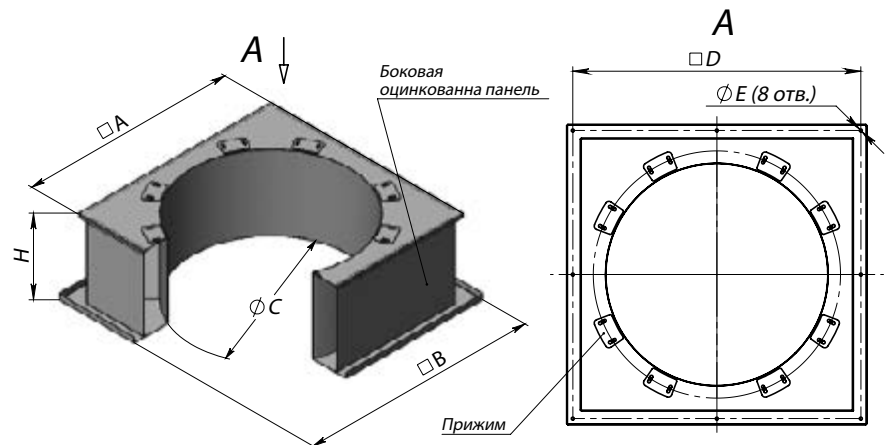 A
□A
Боковая
оцинкованна панель
H
∅C
□B
A
□D
∅E (8 отв.)
Прижим